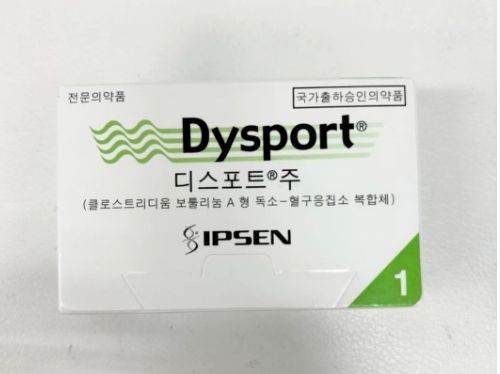 전문의약품
국가출하승인의약품
Dysport®
디스포트®주
(클로스트리디움 보툴리눔 A 형 독소-혈구응집소 복합체)
IPSEN
1